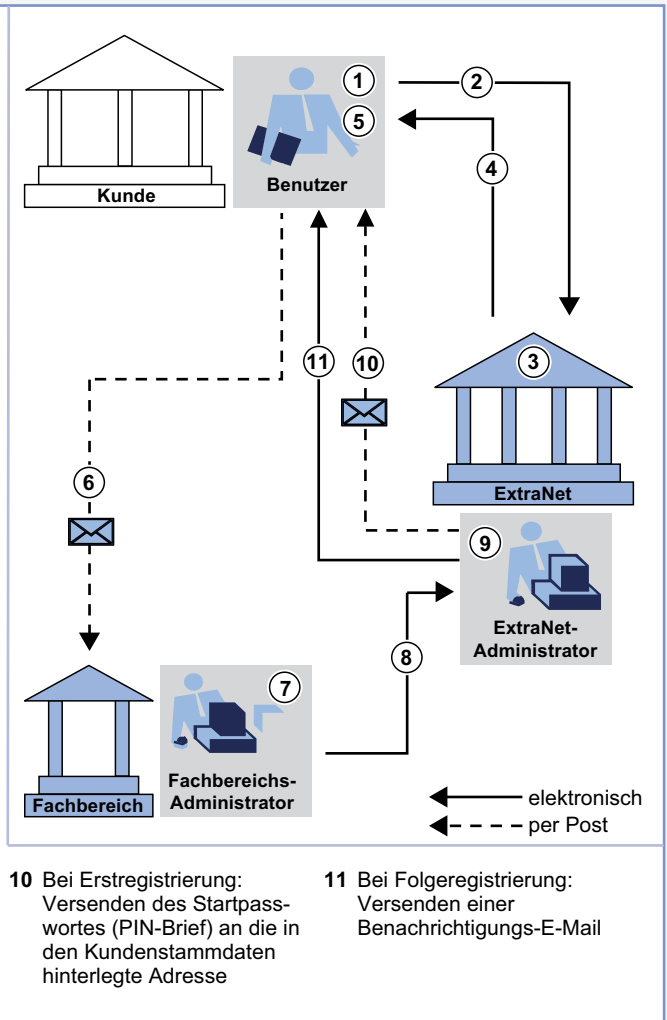 1
2
5
4
Benutzer
Kunde
11
10
3
6
ExtraNet
9
ExtraNet-
Administrator
8
7
Fachbereichs-
Administrator
Fachbereich
elektronisch
per Post
10 Bei Erstregistrierung:
Versenden des Startpass-
wortes (PIN-Brief) an die in
den Kundenstammdaten
hinterlegte Adresse
11 Bei Folgeregistrierung:
Versenden einer
Benachrichtigungs-E-Mail